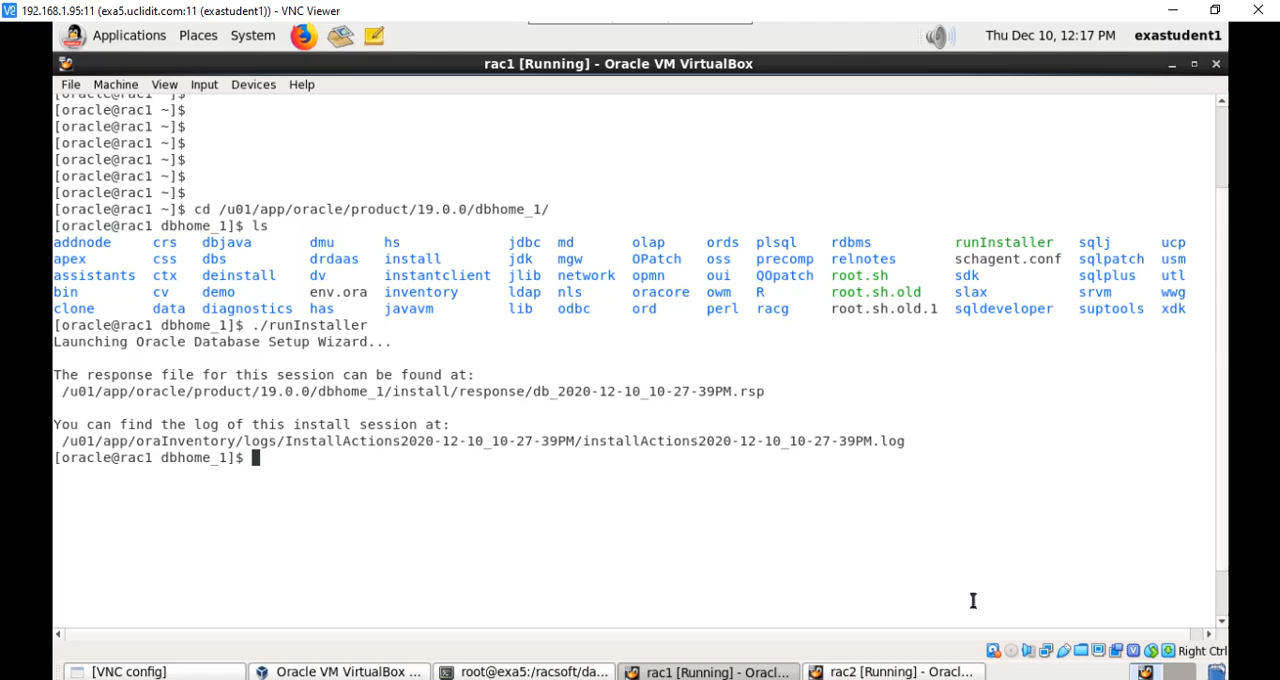 192.168.1.95:11 (exa5.uclidit.com:11 (exastudent1)) - VNC Viewer
Applications Places System Thu Dec 10, 12:17 PM exastudent1
rac1 [Running] - Oracle VM VirtualBox
File Machine View Input Devices Help
[oracle@rac1 ~]$
[oracle@rac1 ~]$
[oracle@rac1 ~]$
[oracle@rac1 ~]$
[oracle@rac1 ~]$
[oracle@rac1 ~]$
[oracle@rac1 ~]$
[oracle@rac1 ~]$ cd /u01/app/oracle/product/19.0.0/dbhome_1/
[oracle@rac1 dbhome_1]$ ls
addnode crs dbjava dmu hs jdbc md olap ords plsql rdbms runInstaller sqlj ucp
apex css dbs drdaas install jdk mgw OPatch oss precomp relnotes schagent.conf sqlpatch usm
assistants ctx deinstall dv instantclient jlib network opmn oui QOpatch root.sh sdk sqlplus utl
bin cv demo env.ora inventory ldap nls oracore owm R root.sh.old slax srvm wwg
clone data diagnostics has javavm lib odbc ord perl racg root.sh.old.1 sqldeveloper suptools xdk
[oracle@rac1 dbhome_1]$ ./runInstaller
Launching Oracle Database Setup Wizard...
The response file for this session can be found at:
/u01/app/oracle/product/19.0.0/dbhome_1/install/response/db_2020-12-10_10-27-39PM.rsp
You can find the log of this install session at:
/u01/app/oraInventory/logs/InstallActions2020-12-10_10-27-39PM/installActions2020-12-10_10-27-39PM.log
[oracle@rac1 dbhome_1]$
Right Ctrl
[VNC config] Oracle VM VirtualBox ... root@exa5:/racsoft/da... rac1 [Running] - Oracl... rac2 [Running] - Oracl...